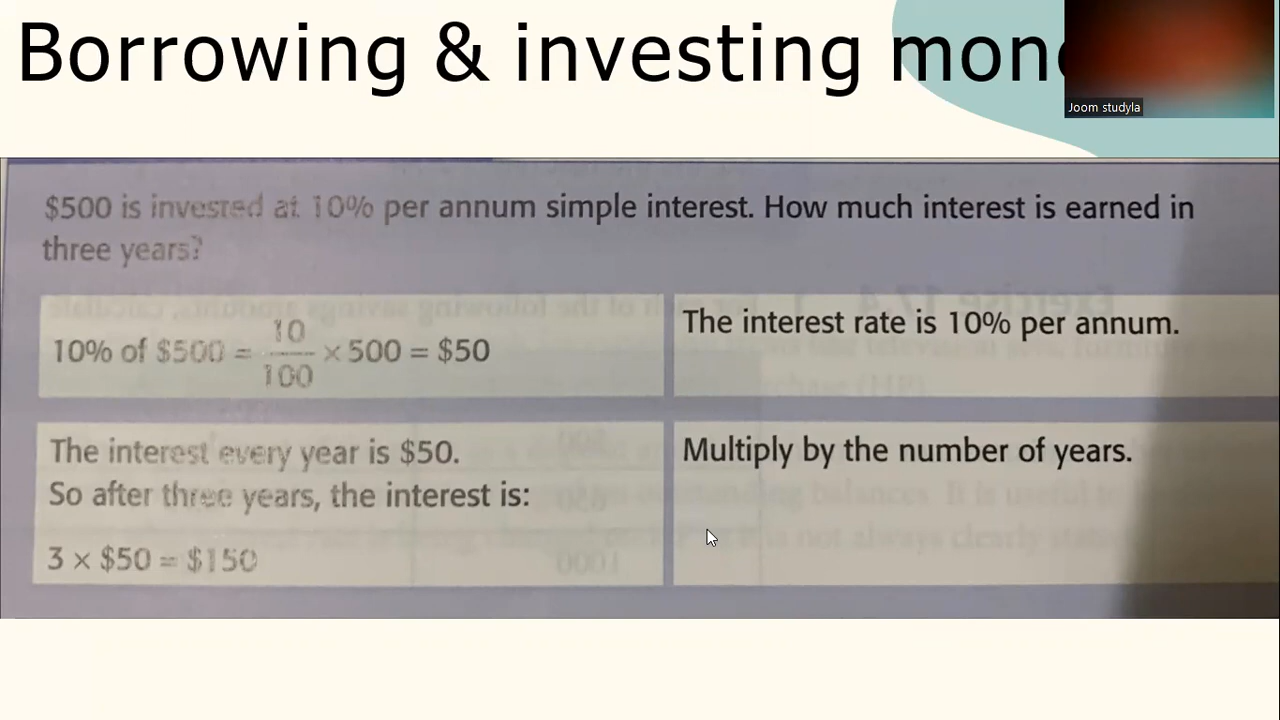 Borrowing & investing mon
Joom studyla
$500 is invested at 10% per annum simple interest. How much interest is earned in
three years?
10% of $500 = 10/100 × 500 = $50
The interest rate is 10% per annum.
The interest every year is $50.
So after three years, the interest is:
3 × $50 = $150
Multiply by the number of years.